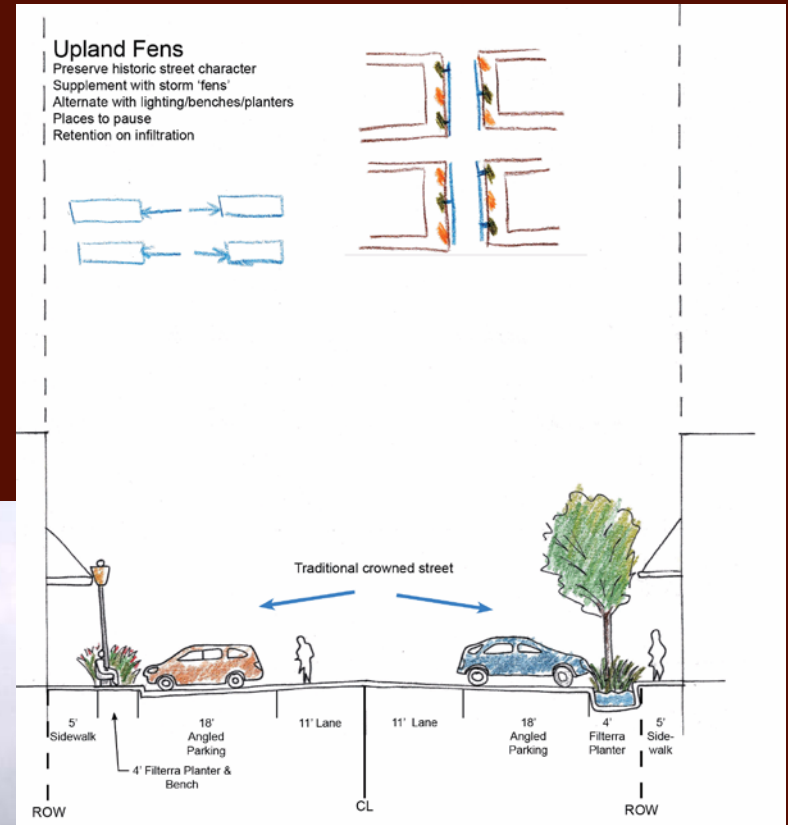 Upland Fens
Preserve historic street character
Supplement with storm 'fens'
Alternate with lighting/benches/planters
Places to pause
Retention on infiltration
Traditional crowned street
5'
Sidewalk
18'
Angled
Parking
11' Lane
11' Lane
18'
Angled
Parking
4'
Filterra
Planter
5'
Side-
walk
4' Filterra Planter &
Bench
ROW
CL
ROW